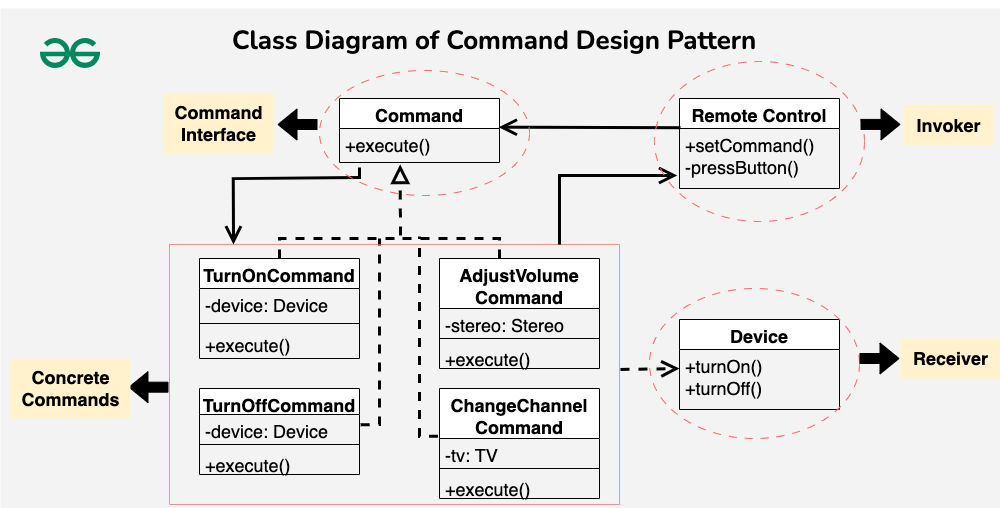 Class Diagram of Command Design Pattern
Command
Interface
Command
+execute()
Remote Control
+setCommand()
-pressButton()
Invoker
TurnOnCommand
-device: Device
+execute()
AdjustVolume
Command
-stereo: Stereo
+execute()
Device
+turnOn()
+turnOff()
Receiver
Concrete
Commands
TurnOffCommand
-device: Device
+execute()
ChangeChannel
Command
-tv: TV
+execute()